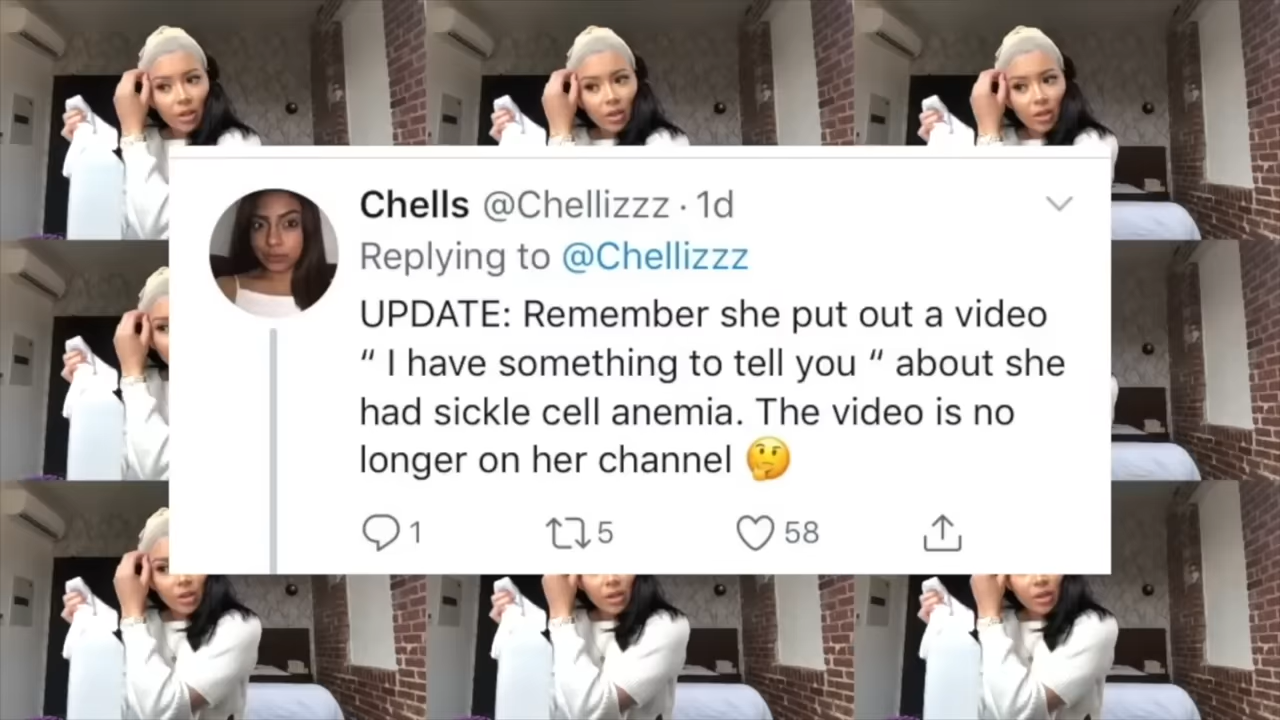 Chells @Chellizzz · 1d
Replying to @Chellizzz
UPDATE: Remember she put out a video
“ I have something to tell you “ about she
had sickle cell anemia. The video is no
longer on her channel 🤔
1 5 58